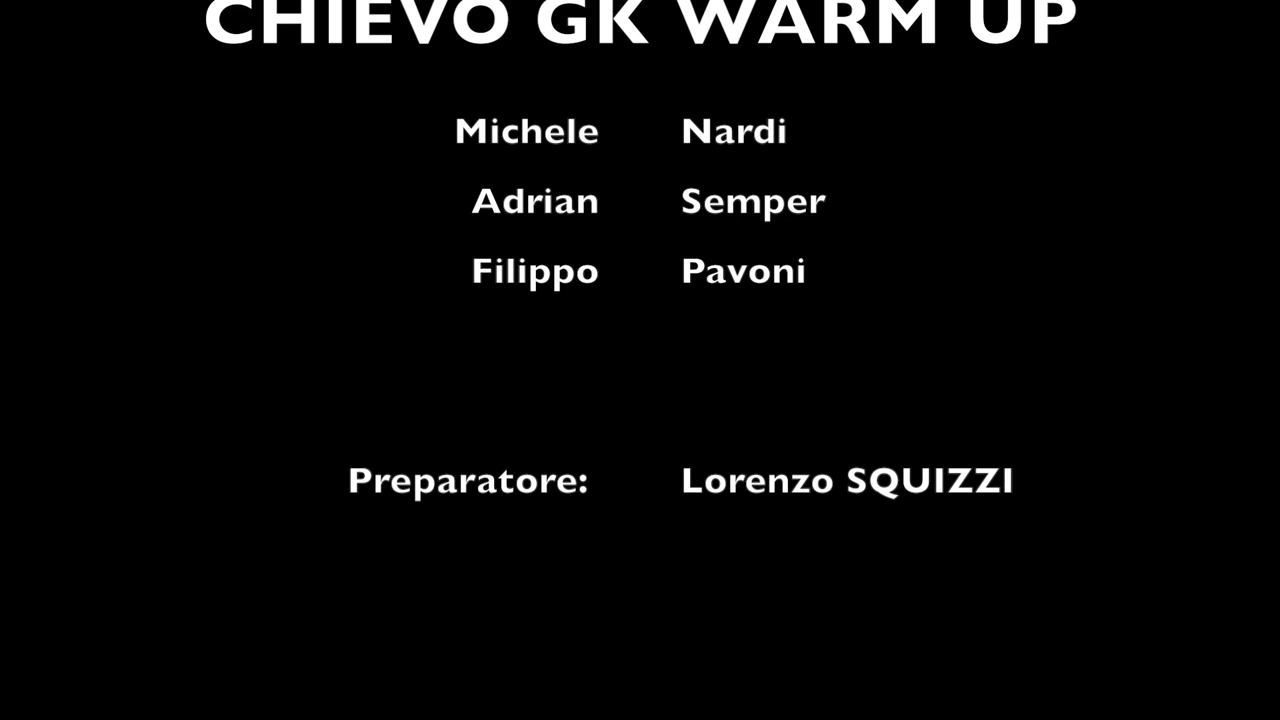 CHIEVO GK WARM UP
Michele Nardi
Adrian Semper
Filippo Pavoni
Preparatore: Lorenzo SQUIZZI